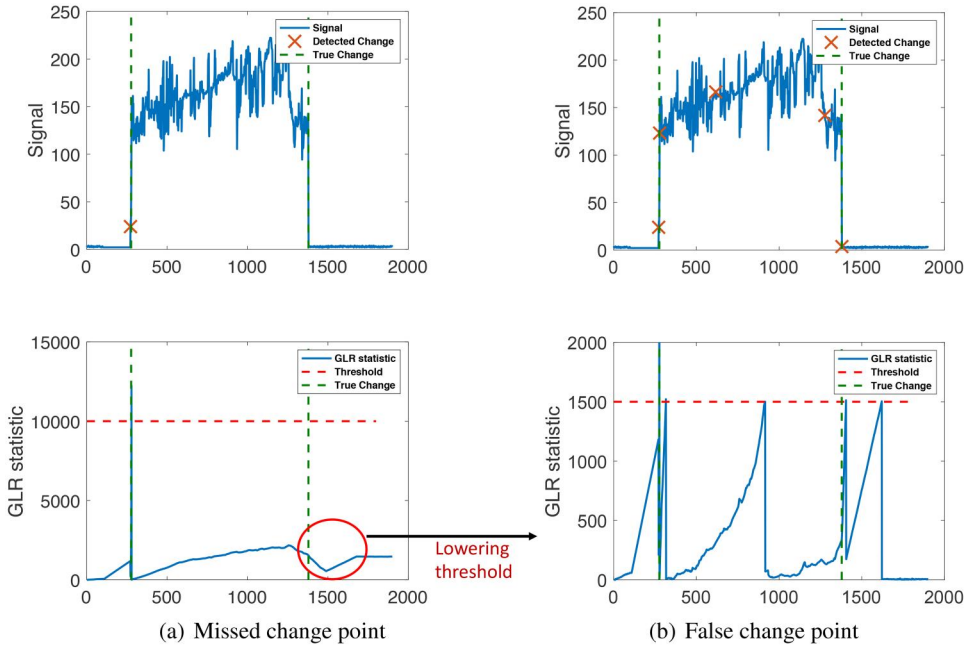 250
200
150
100
50
0
Signal
0 500 1000 1500 2000
Signal
Detected Change
True Change
250
200
150
100
50
0
Signal
0 500 1000 1500 2000
Signal
Detected Change
True Change
15000
10000
5000
0
GLR statistic
0 500 1000 1500 2000
GLR statistic
Threshold
True Change
Lowering
threshold
2000
1500
1000
500
0
GLR statistic
0 500 1000 1500 2000
GLR statistic
Threshold
True Change
(a) Missed change point
(b) False change point